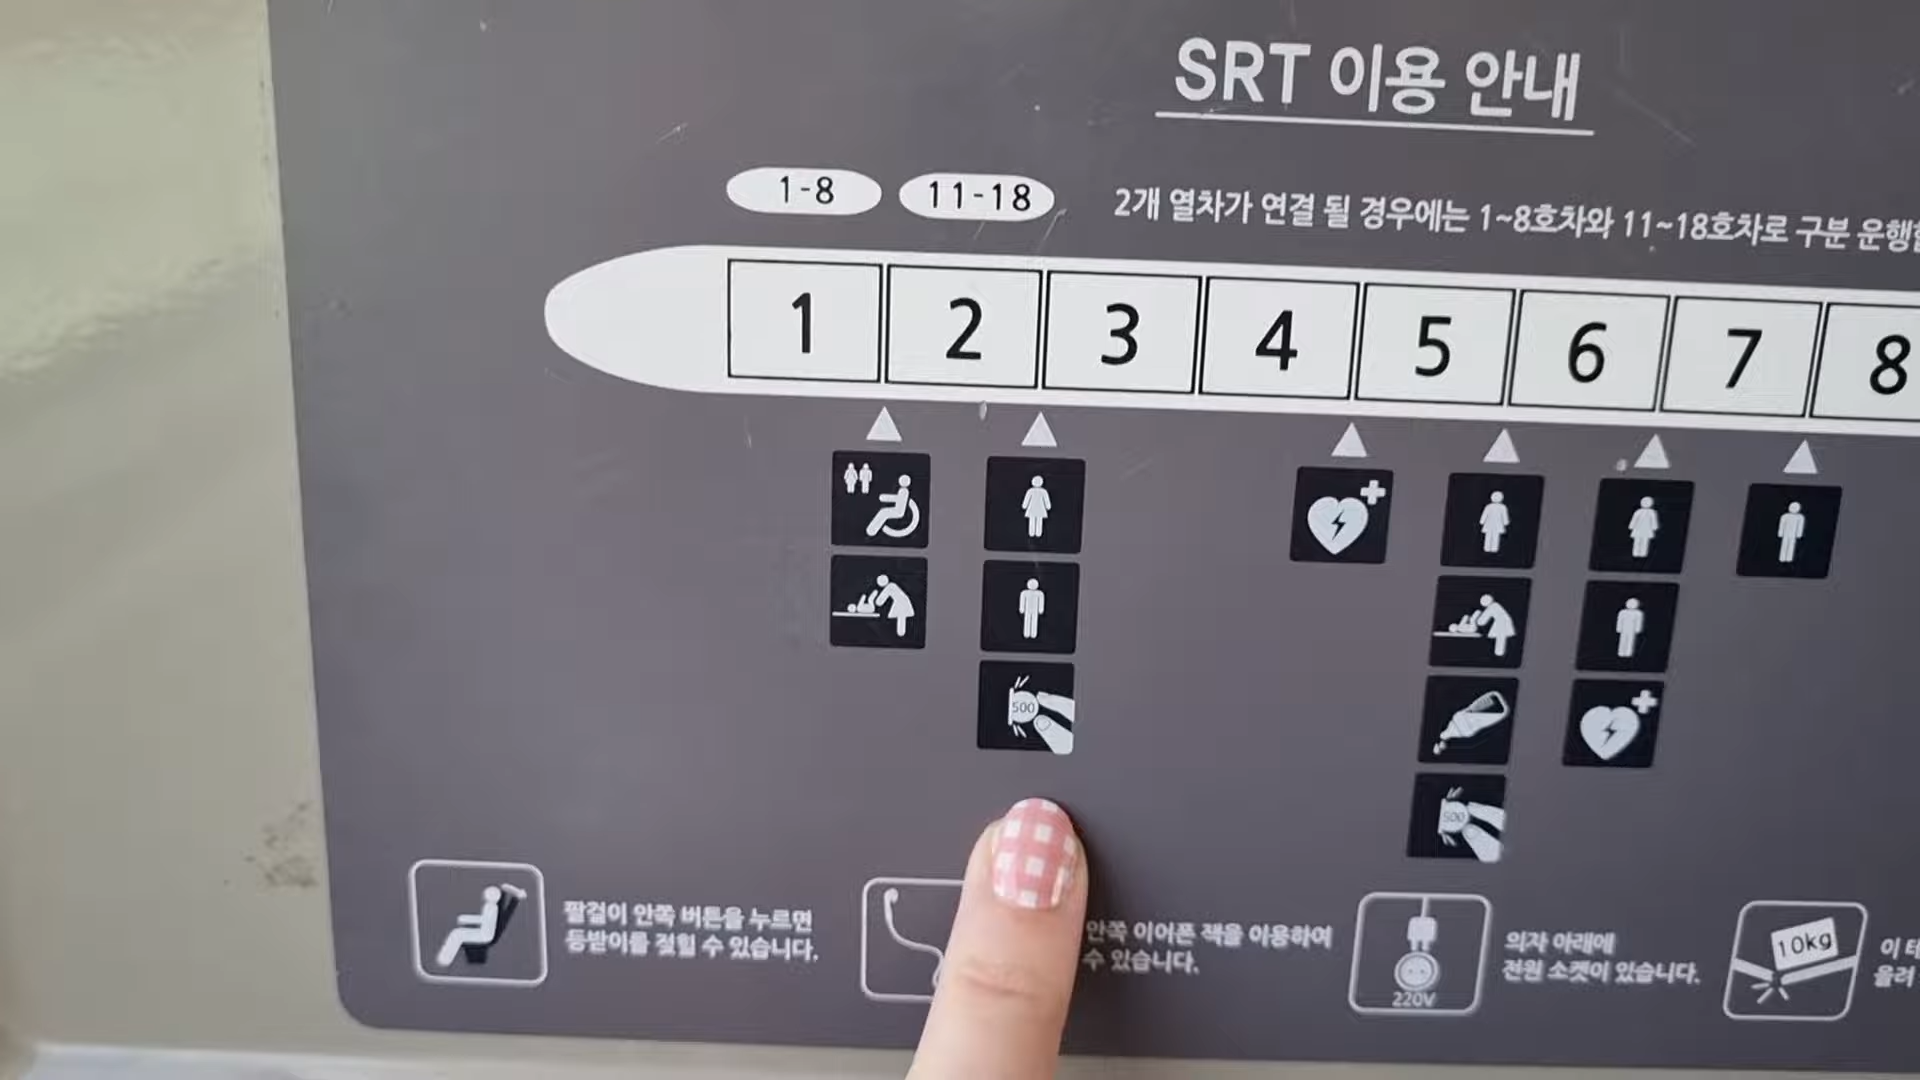 SRT 이용 안내
1-8 11-18 2개 열차가 연결 될 경우에는 1~8호차와 11~18호차로 구분
1 2 3 4 5 6 7 8
500
500
팔걸이 안쪽 버튼을 누르면
등받이를 젖힐 수 있습니다.
안쪽 이어폰 잭을 이용하여
수 있습니다.
220V
의자 아래에
전원 소켓이 있습니다.
10kg
이
올려